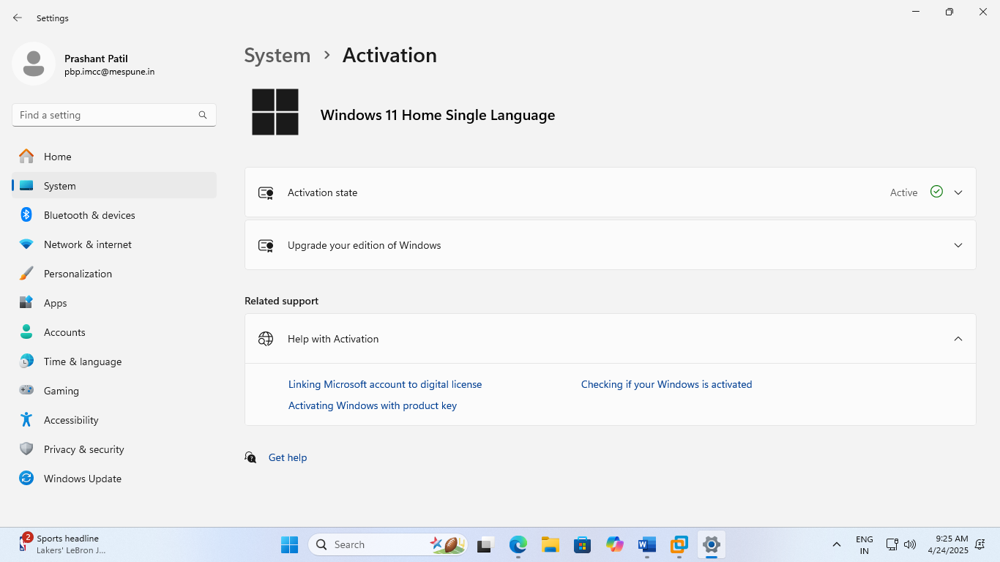 Settings
Prashant Patil
pbp.imcc@mespune.in
Find a setting
Home
System
Bluetooth & devices
Network & internet
Personalization
Apps
Accounts
Time & language
Gaming
Accessibility
Privacy & security
Windows Update
System > Activation
Windows 11 Home Single Language
Activation state Active
Upgrade your edition of Windows
Related support
Help with Activation
Linking Microsoft account to digital license Checking if your Windows is activated
Activating Windows with product key
Get help
2
Sports headline
Lakers' LeBron J...
Search
ENG
IN
9:25 AM
4/24/2025